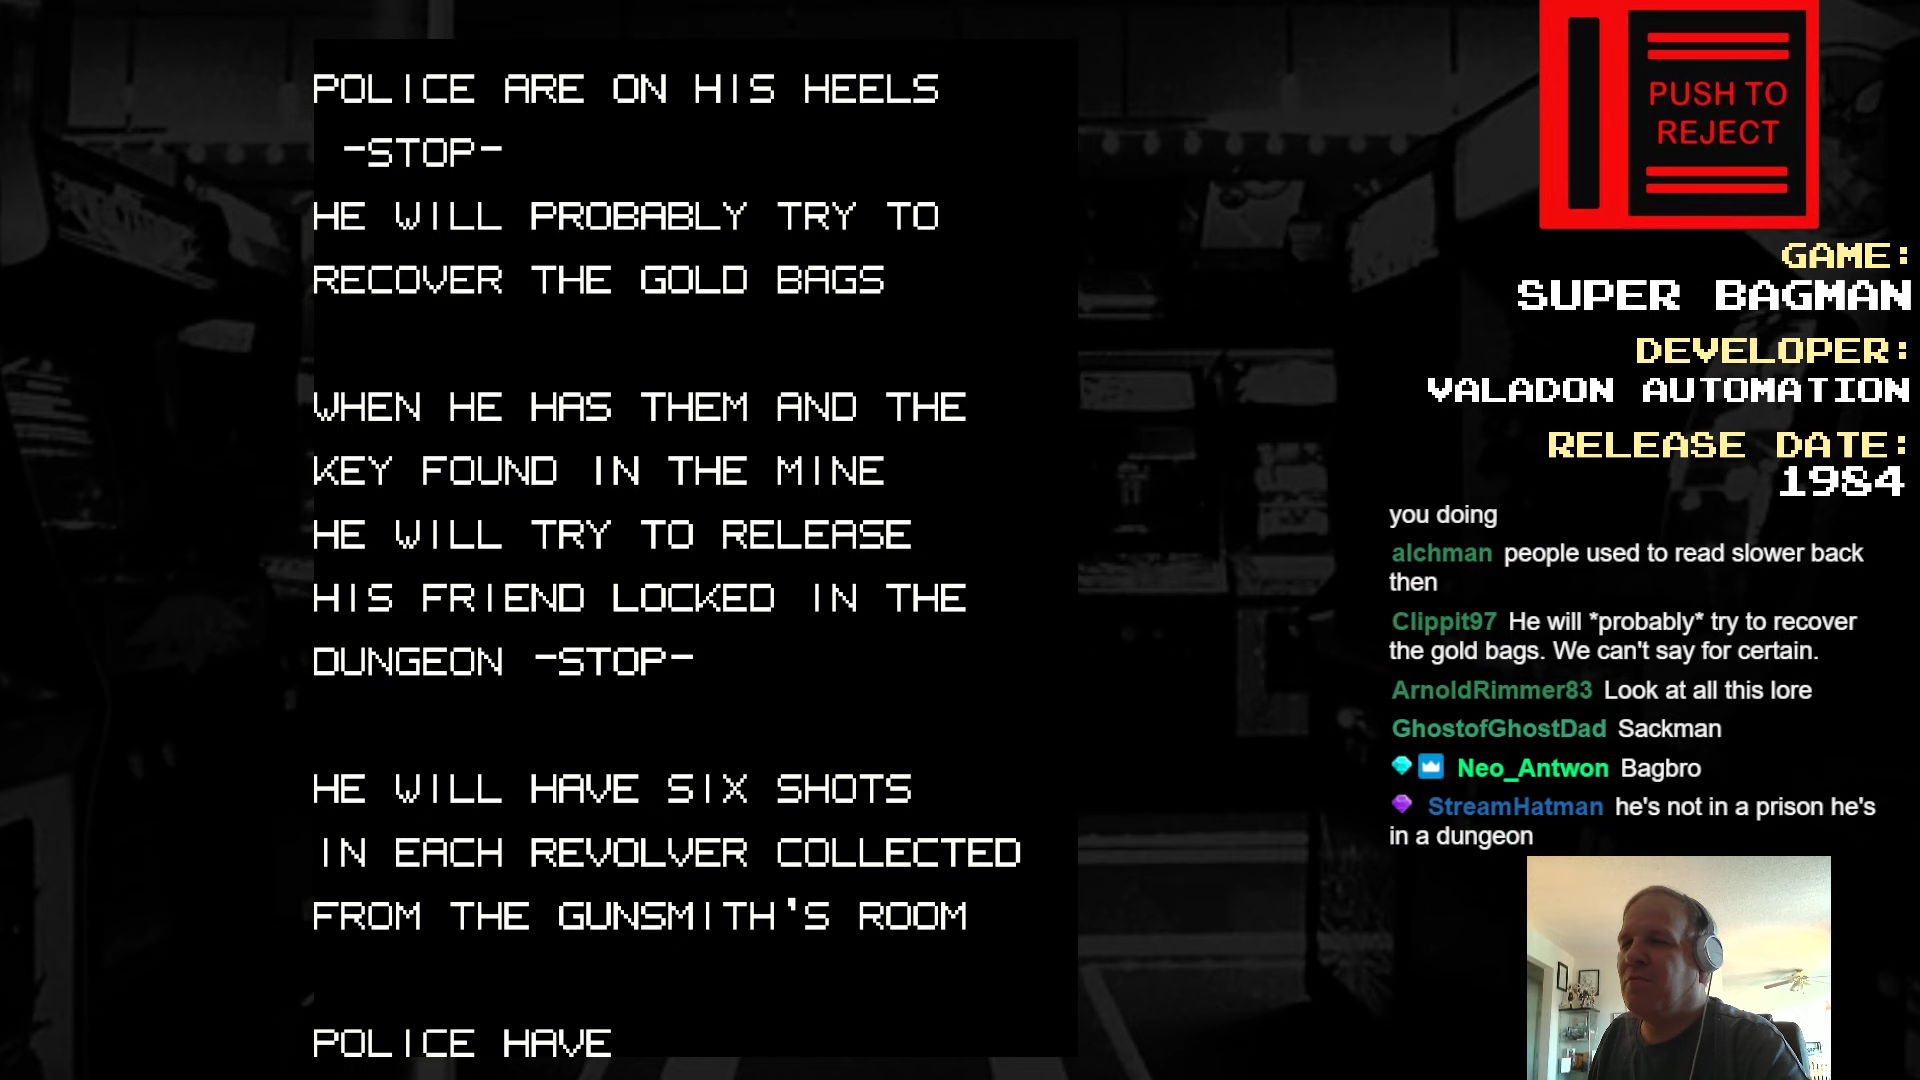 POLICE ARE ON HIS HEELS
-STOP-
HE WILL PROBABLY TRY TO
RECOVER THE GOLD BAGS
WHEN HE HAS THEM AND THE
KEY FOUND IN THE MINE
HE WILL TRY TO RELEASE
HIS FRIEND LOCKED IN THE
DUNGEON -STOP-
HE WILL HAVE SIX SHOTS
IN EACH REVOLVER COLLECTED
FROM THE GUNSMITH'S ROOM
POLICE HAVE
PUSH TO
REJECT
GAME:
SUPER BAGMAN
DEVELOPER:
VALADON AUTOMATION
RELEASE DATE:
1984
you doing
alchman people used to read slower back
then
Clippit97 He will *probably* try to recover
the gold bags. We can't say for certain.
ArnoldRimmer83 Look at all this lore
GhostofGhostDad Sackman
Neo_Antwon Bagbro
StreamHatman he's not in a prison he's
in a dungeon